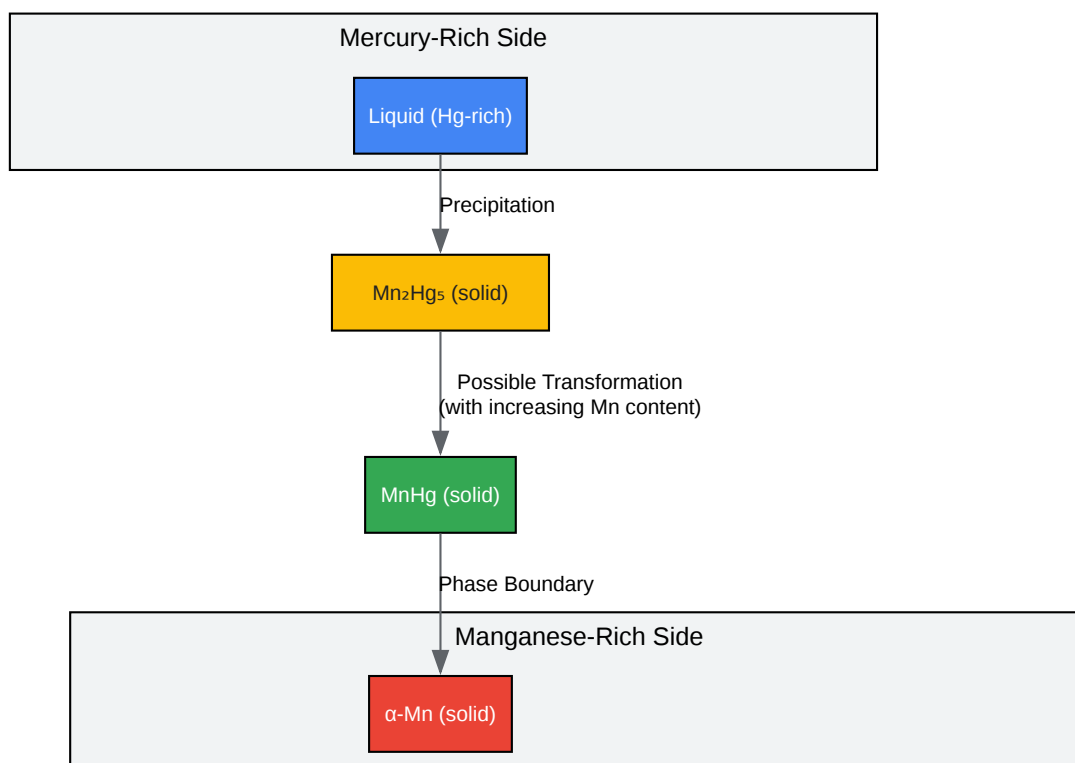 Mercury-Rich Side
Liquid (Hg-rich)
Precipitation
Mn₂Hg₅ (solid)
Possible Transformation
(with increasing Mn content)
MnHg (solid)
Phase Boundary
Manganese-Rich Side
α-Mn (solid)